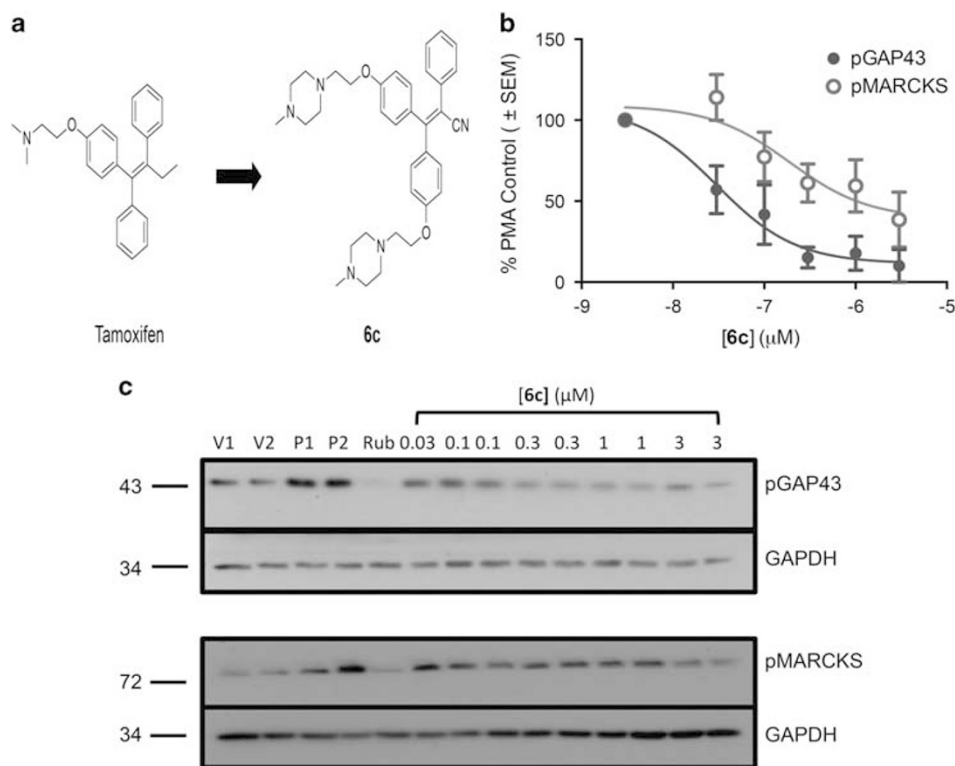 a
N
O
Tamoxifen
N
N
O
CN
N
N
O
6c
b
150
100
50
0
% PMA Control ( ± SEM)
pGAP43
pMARCKS
-9 -8 -7 -6 -5
[6c] (μM)
c
[6c] (μM)
V1 V2 P1 P2 Rub 0.03 0.1 0.1 0.3 0.3 1 1 3 3
43 pGAP43
34 GAPDH
72 pMARCKS
34 GAPDH